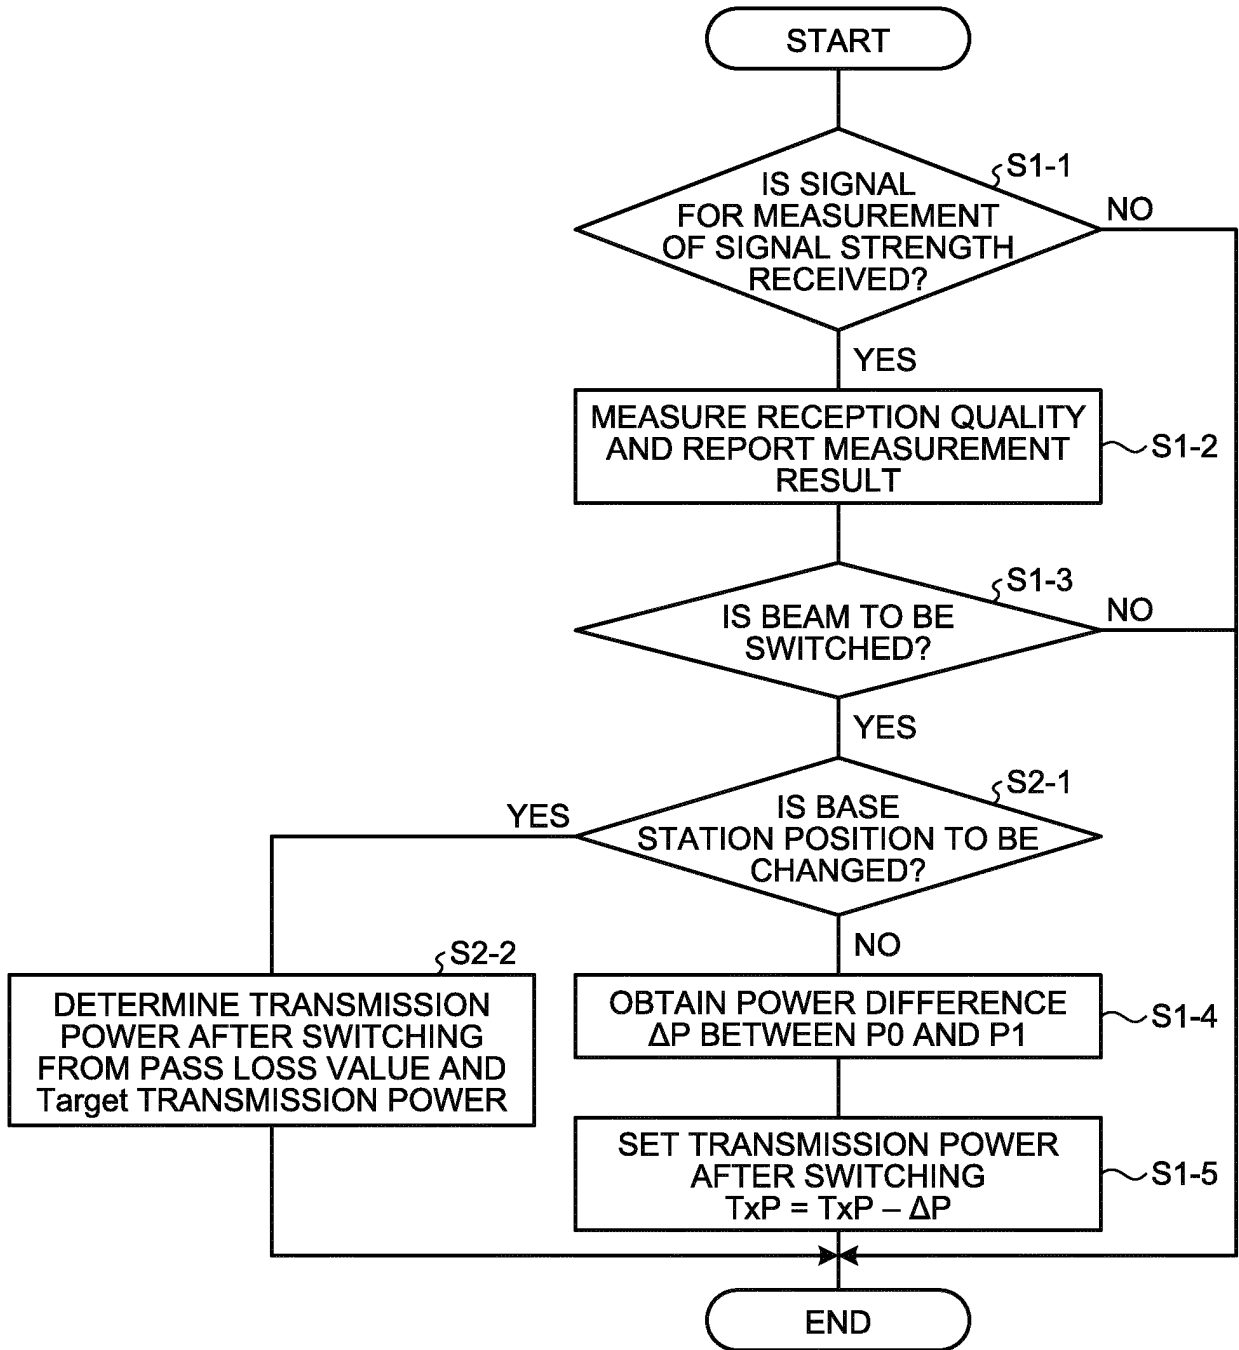 START
S1-1
IS SIGNAL
FOR MEASUREMENT
OF SIGNAL STRENGTH
RECEIVED?
NO
YES
MEASURE RECEPTION QUALITY
AND REPORT MEASUREMENT
RESULT
S1-2
S1-3
IS BEAM TO BE
SWITCHED?
NO
YES
S2-1
IS BASE
STATION POSITION TO BE
CHANGED?
YES
NO
S2-2
DETERMINE TRANSMISSION
POWER AFTER SWITCHING
FROM PASS LOSS VALUE AND
Target TRANSMISSION POWER
OBTAIN POWER DIFFERENCE
ΔP BETWEEN P0 AND P1
S1-4
SET TRANSMISSION POWER
AFTER SWITCHING
TxP = TxP – ΔP
S1-5
END